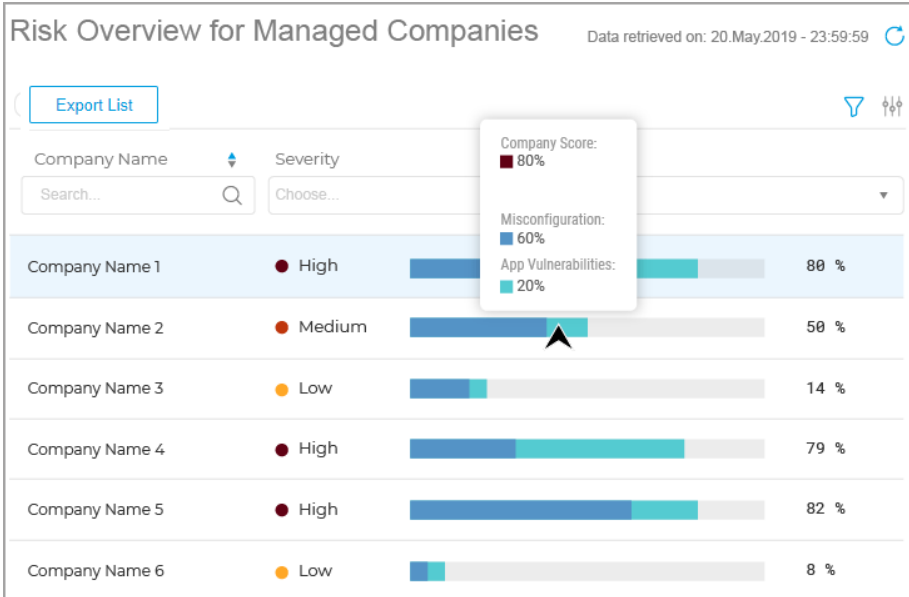 Risk Overview for Managed Companies
Data retrieved on: 20.May.2019 - 23:59:59
Export List
Company Name
Severity
Search...
Choose...
Company Score:
80%
Misconfiguration:
60%
App Vulnerabilities:
20%
Company Name 1 High 80 %
Company Name 2 Medium 50 %
Company Name 3 Low 14 %
Company Name 4 High 79 %
Company Name 5 High 82 %
Company Name 6 Low 8 %